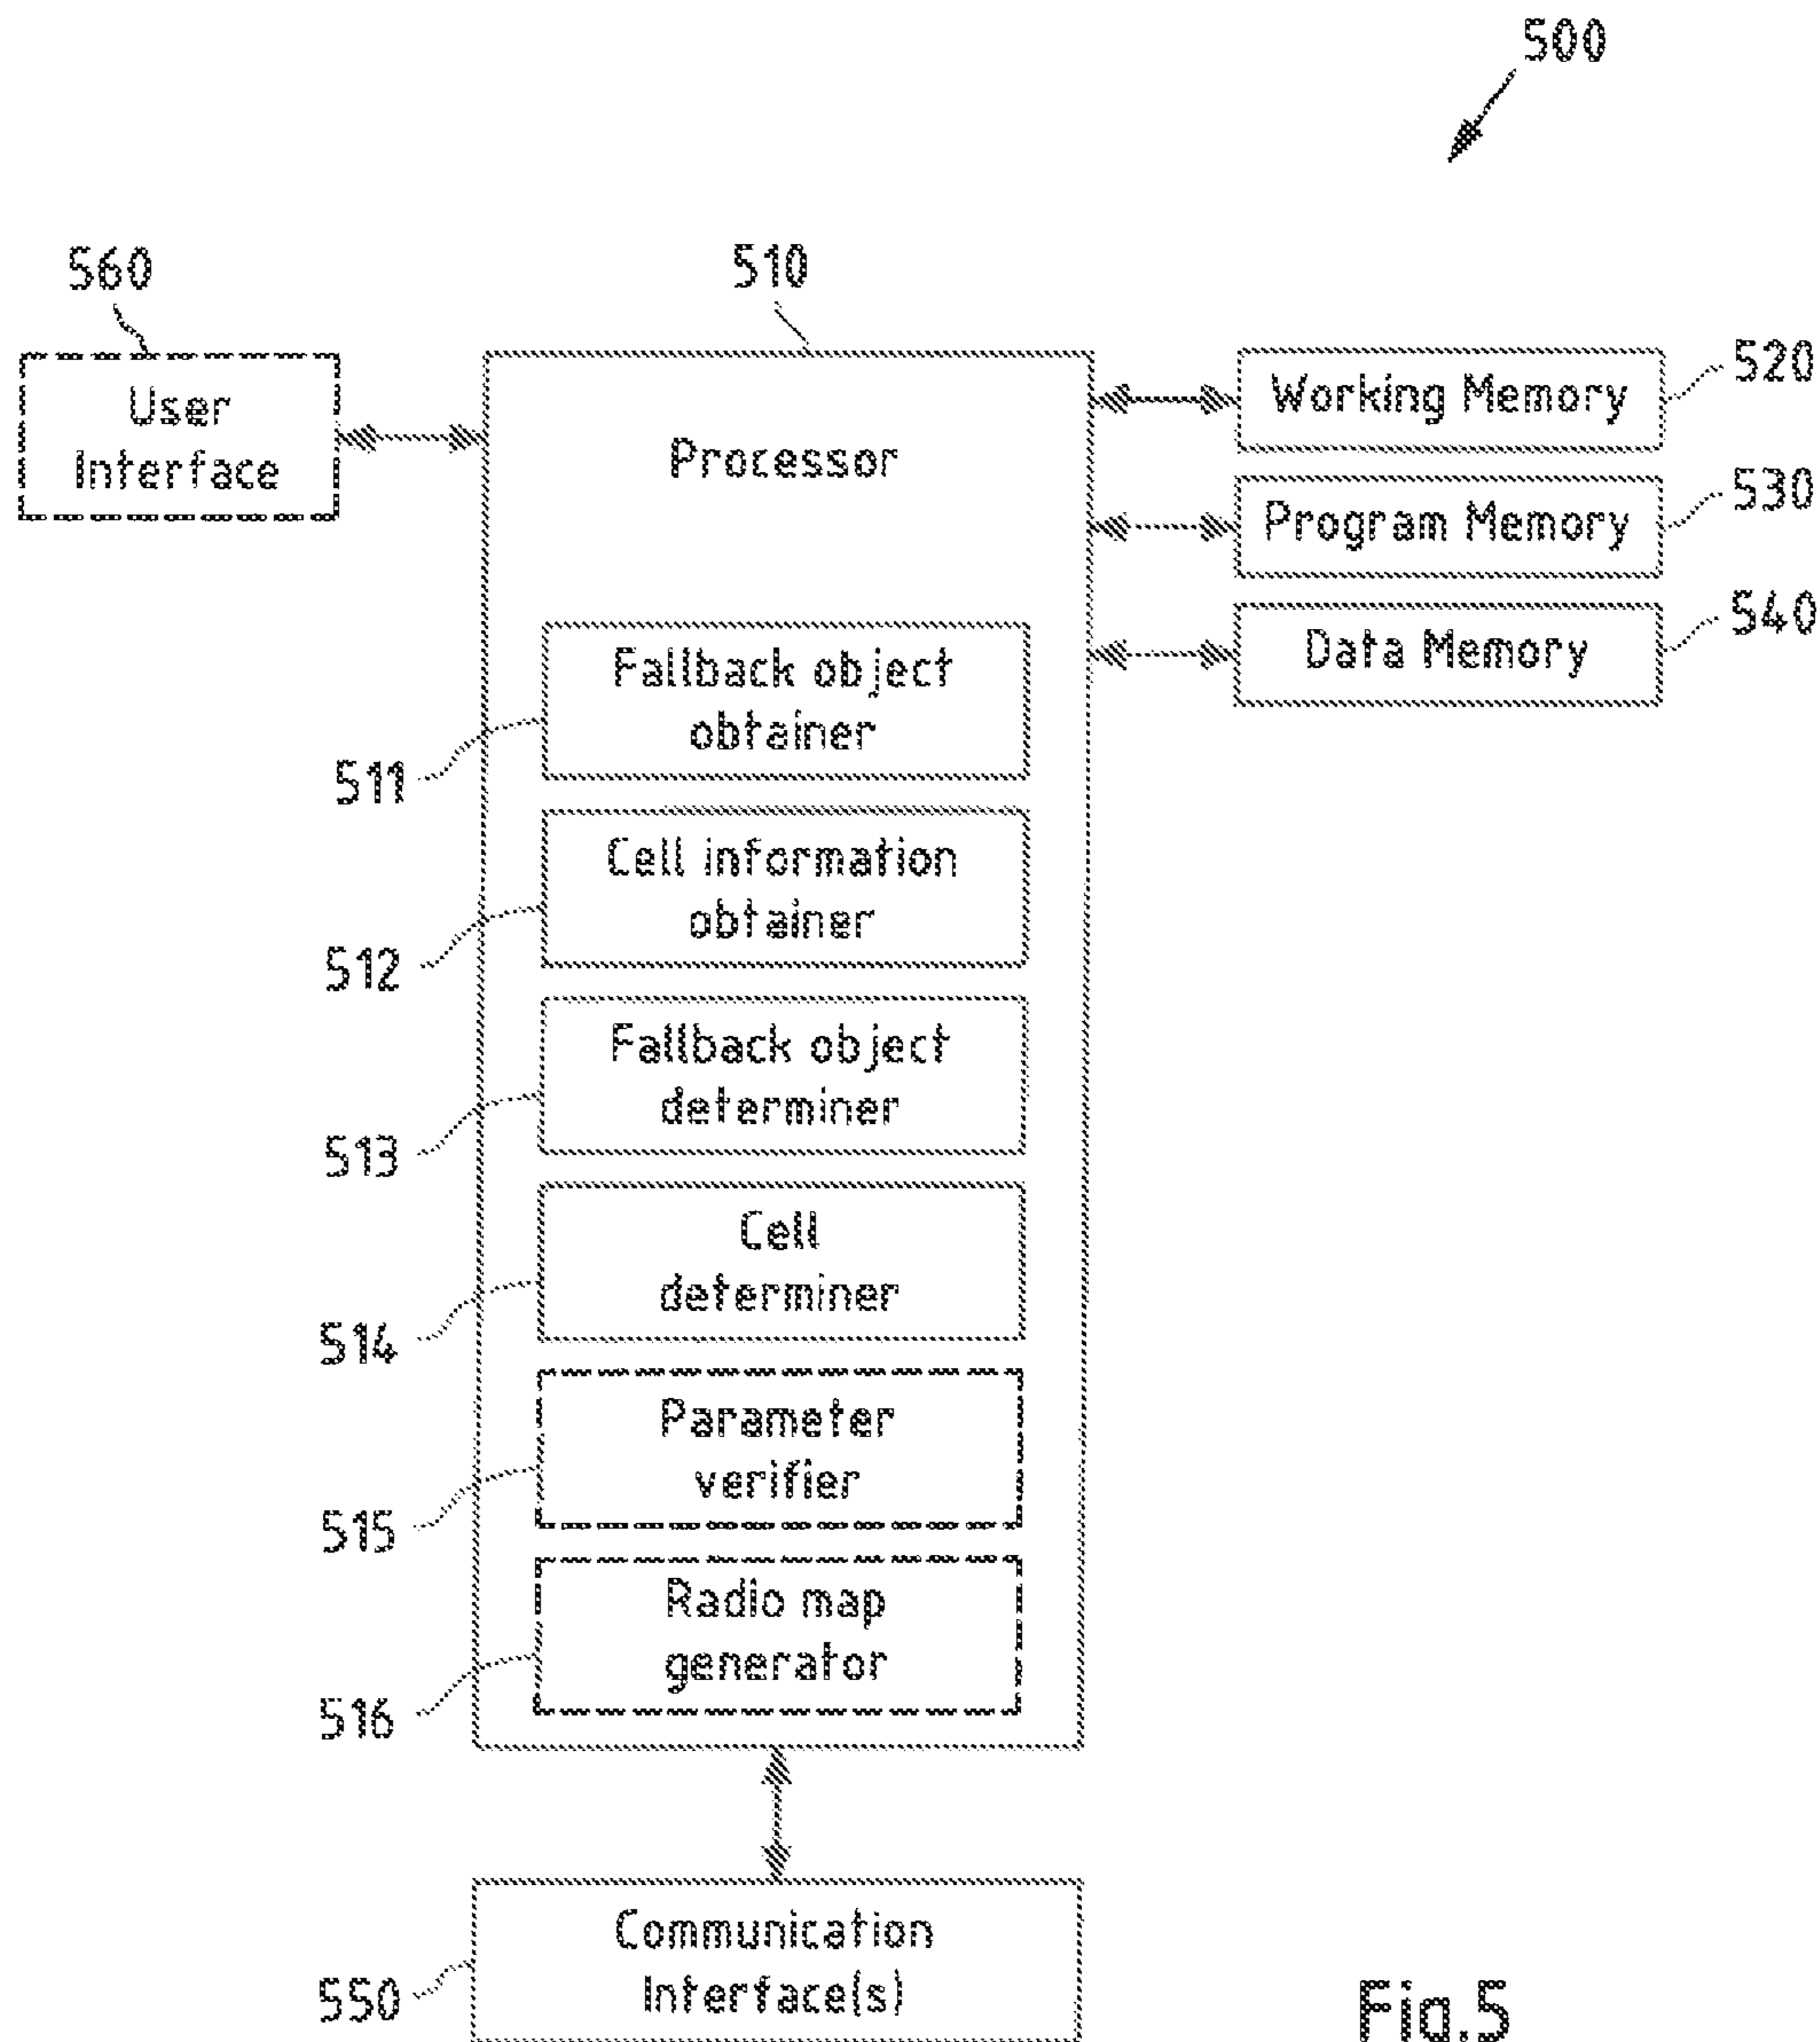 500
560
510
User
Interface
Processor
Working Memory
520
Program Memory
530
Data Memory
540
Fallback object
obtainer
511
Cell information
obtainer
512
Fallback object
determiner
513
Cell
determiner
514
Parameter
verifier
515
Radio map
generator
516
Communication
Interface(s)
550
Fig.5